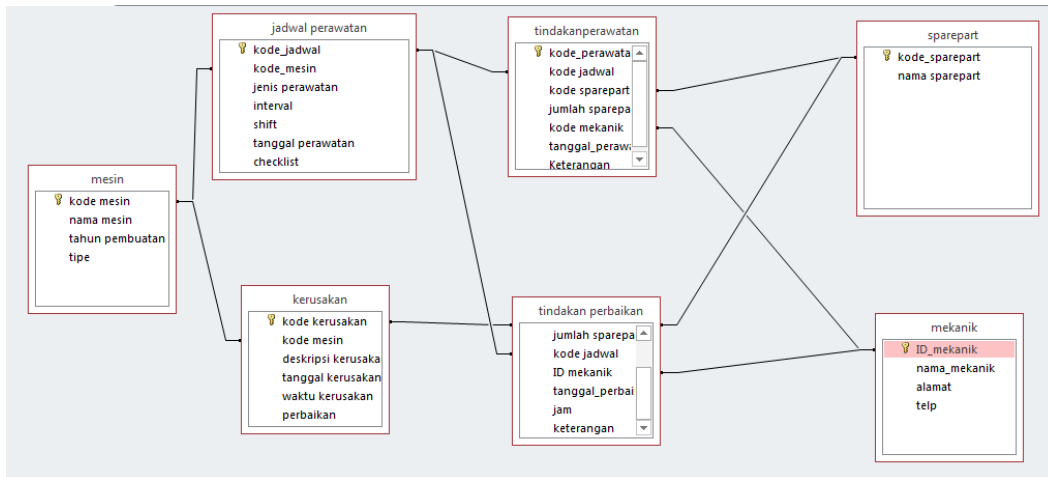 jadwal perawatan
kode_jadwal
kode_mesin
jenis perawatan
interval
shift
tanggal perawatan
checklist
tindakanperawatan
kode_perawata
kode jadwal
kode sparepart
jumlah sparepa
kode mekanik
tanggal_peraw
Keterangan
sparepart
kode_sparepart
nama sparepart
mesin
kode mesin
nama mesin
tahun pembuatan
tipe
kerusakan
kode kerusakan
kode mesin
deskripsi kerusaka
tanggal kerusakan
waktu kerusakan
perbaikan
tindakan perbaikan
jumlah sparepa
kode jadwal
ID mekanik
tanggal_perbai
jam
keterangan
mekanik
ID_mekanik
nama_mekanik
alamat
telp